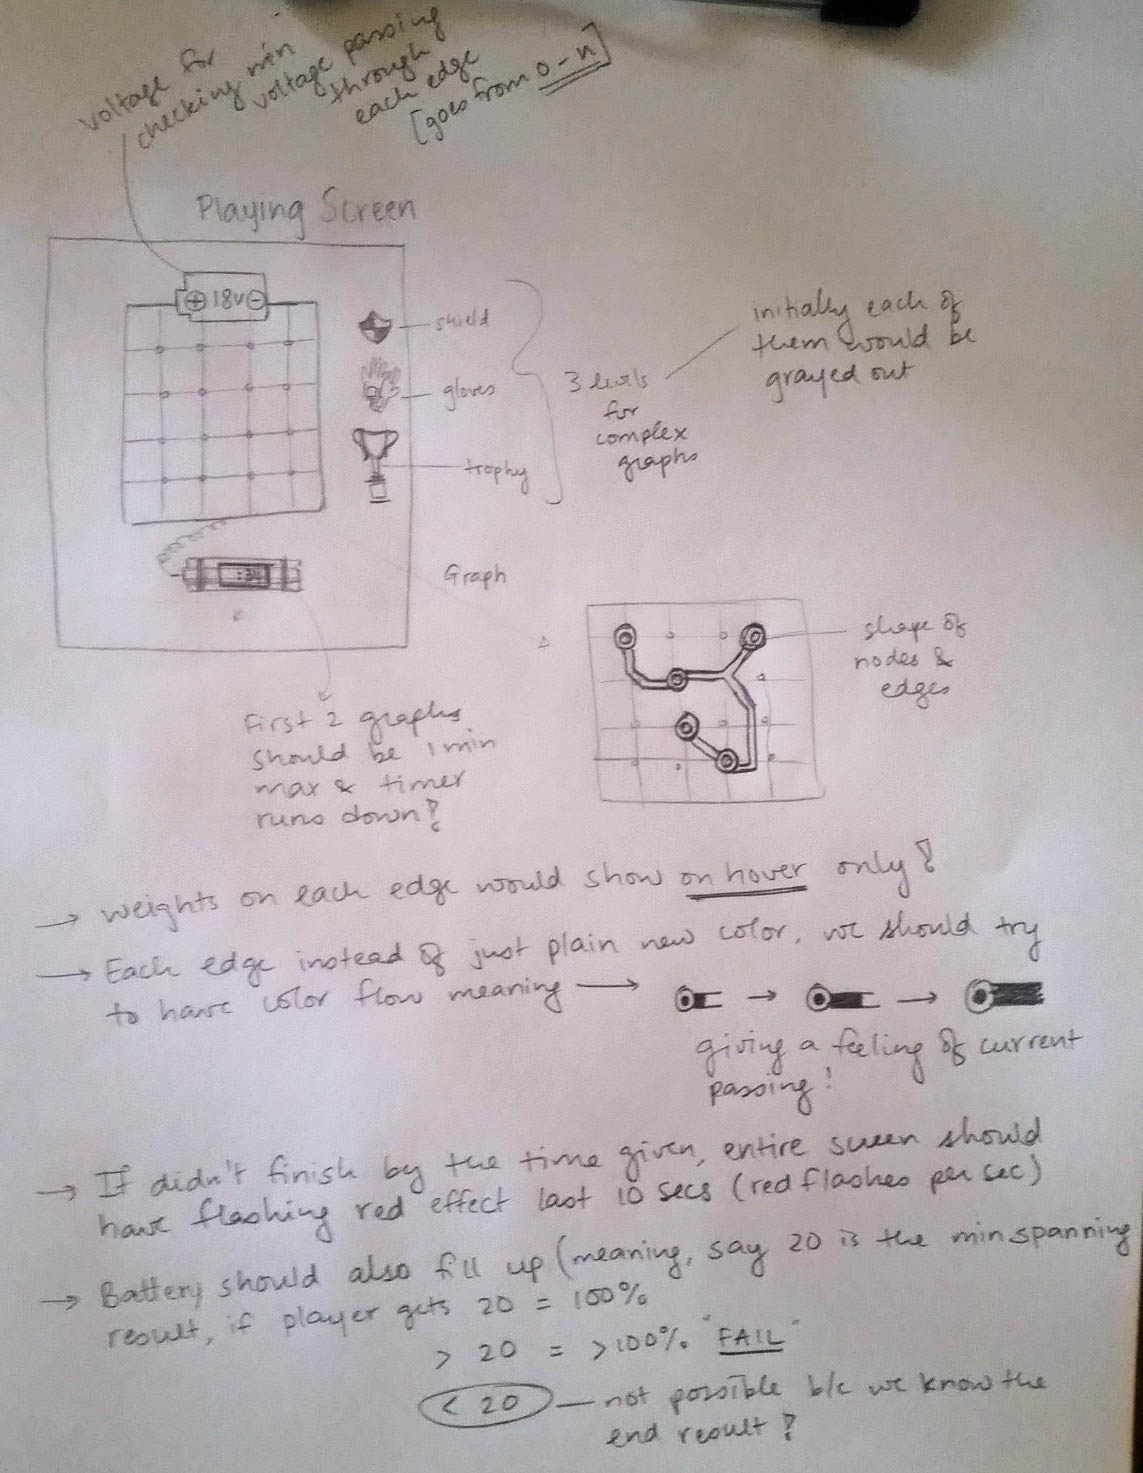 voltage for
checking min
voltage passing
through
each edge
[goes from 0 - n]
Playing Screen
+ 18V -
shield
gloves
trophy
3 levels
for
complex
graphs
initially each of
them would be
grayed out
Graph
shape of
nodes &
edges
first 2 graphs
should be 1 min
max & timer
runs down?
→ weights on each edge would show on hover only?
→ Each edge instead of just plain new color, we should try
to have color flow meaning →
→ →
giving a feeling of current
passing!
→ If didn't finish by the time given, entire screen should
have flashing red effect last 10 secs (red flashes per sec)
→ Battery should also fill up (meaning, say 20 is the min spanning
result, if player gets 20 = 100%
> 20 = >100% "FAIL"
< 20 — not possible b/c we know the
end result?